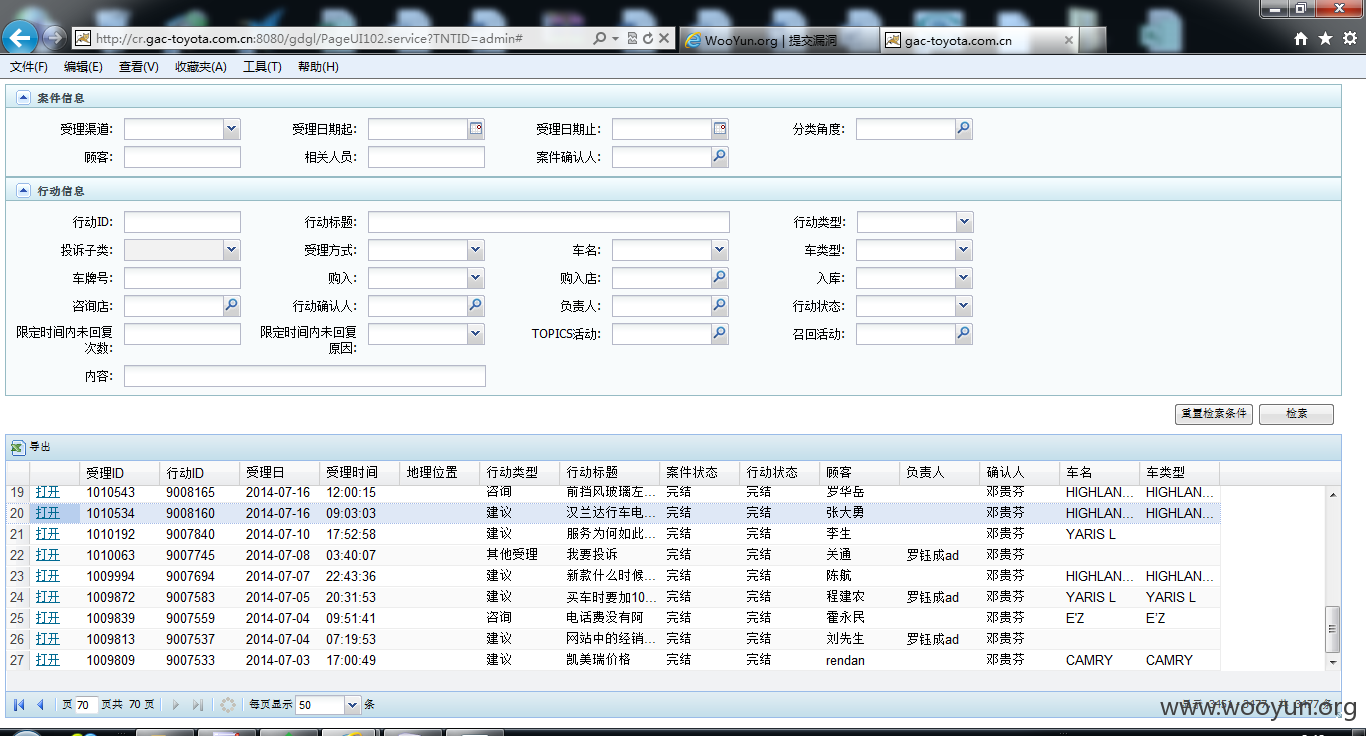 http://cr.gac-toyota.com.cn:8080/gdgl/PageUI102.service?TNTID=admin# WooYun.org | 提交漏洞 gac-toyota.com.cn
文件(F) 编辑(E) 查看(V) 收藏夹(A) 工具(T) 帮助(H)
案件信息
受理渠道: 受理日期起: 受理日期止: 分类角度:
顾客: 相关人员: 案件确认人:
行动信息
行动ID: 行动标题: 行动类型:
投诉子类: 受理方式: 车名: 车类型:
车牌号: 购入: 购入店: 入库:
咨询店: 行动确认人: 负责人: 行动状态:
限定时间内未回复次数: 限定时间内未回复原因: TOPICS活动: 召回活动:
内容:
重置检索条件 检索
导出
受理ID 行动ID 受理日 受理时间 地理位置 行动类型 行动标题 案件状态 行动状态 顾客 负责人 确认人 车名 车类型
19 打开 1010543 9008165 2014-07-16 12:00:15 咨询 前挡风玻璃左... 完结 完结 罗华岳 邓贵芬 HIGHLAN... HIGHLAN...
20 打开 1010534 9008160 2014-07-16 09:03:03 建议 汉兰达行车电... 完结 完结 张大勇 邓贵芬 HIGHLAN... HIGHLAN...
21 打开 1010192 9007840 2014-07-10 17:52:58 建议 服务为何如此... 完结 完结 李生 邓贵芬 YARIS L
22 打开 1010063 9007745 2014-07-08 03:40:07 其他受理 我要投诉 完结 完结 关通 罗钰成ad 邓贵芬
23 打开 1009994 9007694 2014-07-07 22:43:36 建议 新款什么时候... 完结 完结 陈航 邓贵芬 HIGHLAN... HIGHLAN...
24 打开 1009872 9007583 2014-07-05 20:31:53 建议 买车时要加10... 完结 完结 程建农 罗钰成ad 邓贵芬 YARIS L YARIS L
25 打开 1009839 9007559 2014-07-04 09:51:41 咨询 电话费没有阿 完结 完结 霍永民 邓贵芬 E'Z E'Z
26 打开 1009813 9007537 2014-07-04 07:19:53 建议 网站中的经销... 完结 完结 刘先生 罗钰成ad 邓贵芬
27 打开 1009809 9007533 2014-07-03 17:00:49 建议 凯美瑞价格 完结 完结 rendan 邓贵芬 CAMRY CAMRY
页 70 页共 70 页 每页显示 50 条
www.wooyun.org